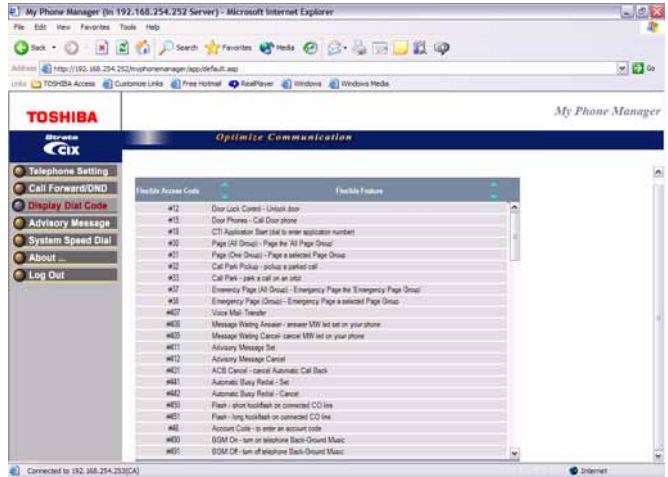 My Phone Manager (In 192.168.254.252 Server) - Microsoft Internet Explorer
File Edit View Favorites Tools Help
Back Search Favorites Media
Address http://192.168.254.252/myphonemanager/app/default.asp Go
Links TOSHIBA Access Customize Links Free Hotmail RealPlayer Windows Windows Media
TOSHIBA
My Phone Manager
Strata
CIX
Optimize Communication
Telephone Setting
Call Forward/DND
Display Dial Code
Advisory Message
System Speed Dial
About ...
Log Out
Flexible Access Code Flexible Feature
#12 Door Lock Control - Unlock door
#15 Door Phones - Call Door phone
#18 CTI Application Start (dial to enter application number)
#30 Page (All Group) - Page the 'All Page Group'
#31 Page (One Group) - Page a selected Page Group
#32 Call Park Pickup - pickup a parked call
#33 Call Park - park a call on an orbit
#37 Emergency Page (All Group) - Emergency Page the 'Emergency Page Group'
#38 Emergency Page (Group) - Emergency Page a selected Page Group
#407 Voice Mail- Transfer
#408 Message Waiting Answer - answer MW led set on your phone
#409 Message Waiting Cancel- cancel MW led on your phone
#411 Advisory Message Set
#412 Advisory Message Cancel
#431 ACB Cancel - cancel Automatic Call Back
#441 Automatic Busy Redial - Set
#442 Automatic Busy Redial - Cancel
#450 Flash - short hookflash on connected CO line
#451 Flash - long hookflash on connected CO line
#46 Account Code - to enter an account code
#490 BGM On - turn on telephone Back-Ground Music
#491 BGM Off - turn off telephone Back-Ground Music
Connected to 192.168.254.253(CA) Internet